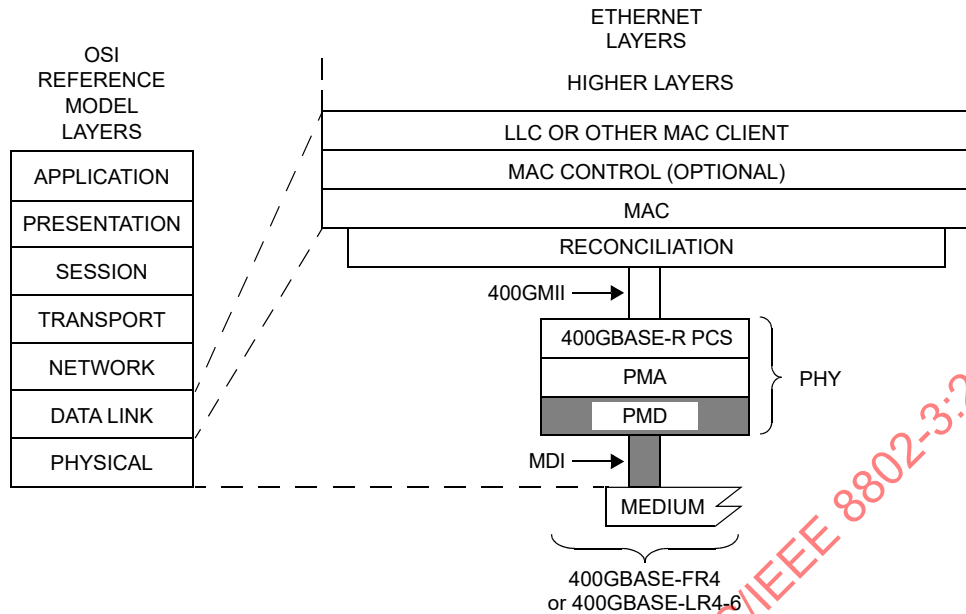 ETHERNET
LAYERS
OSI
REFERENCE
MODEL
LAYERS
HIGHER LAYERS
LLC OR OTHER MAC CLIENT
MAC CONTROL (OPTIONAL)
MAC
RECONCILIATION
APPLICATION
PRESENTATION
SESSION
TRANSPORT
NETWORK
DATA LINK
PHYSICAL
400GMII
400GBASE-R PCS
PMA
PMD
PHY
MDI
MEDIUM
400GBASE-FR4
or 400GBASE-LR4-6
/IEEE 8802-3:2